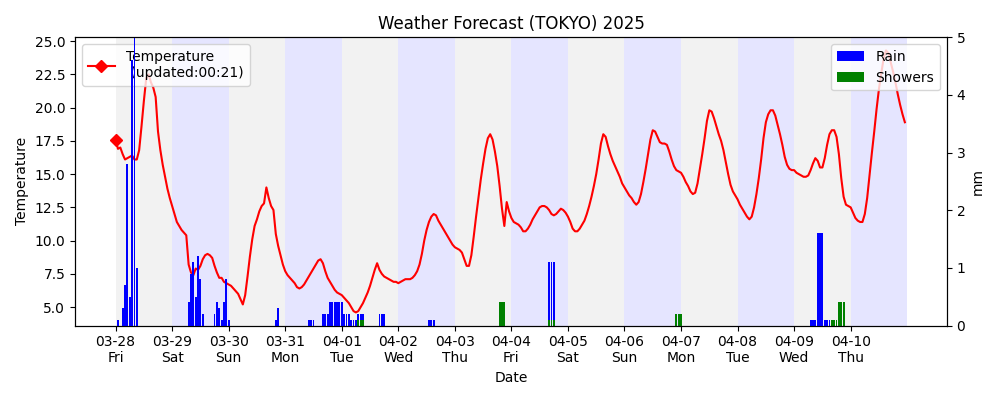 Weather Forecast (TOKYO) 2025
Temperature
(updated:00:21)
Rain
Showers
25.0
22.5
20.0
17.5
15.0
12.5
10.0
7.5
5.0
Temperature
5
4
3
2
1
0
mm
03-28 03-29 03-30 03-31 04-01 04-02 04-03 04-04 04-05 04-06 04-07 04-08 04-09 04-10
Fri Sat Sun Mon Tue Wed Thu Fri Sat Sun Mon Tue Wed Thu
Date